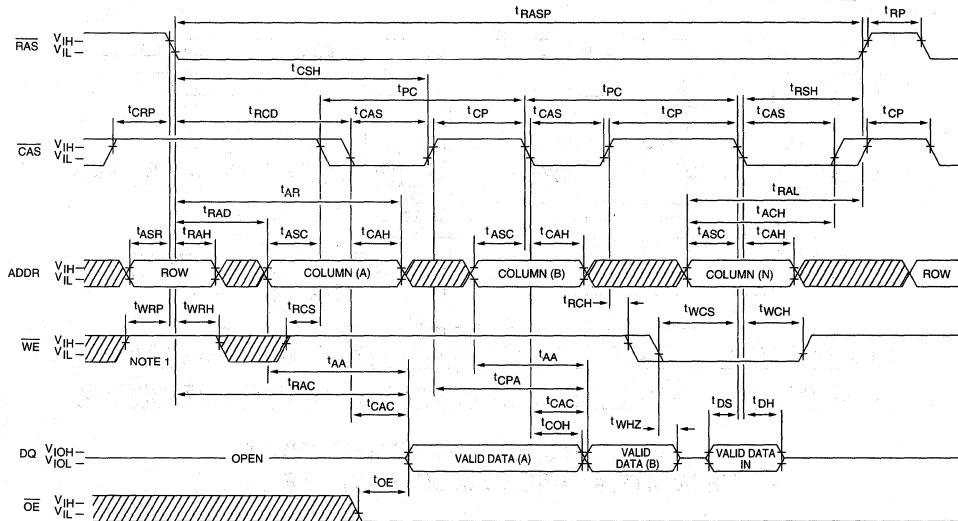 tRASP tRP
RAS VIH VIL
tCSH
tPC tPC tRSH
tCRP tRCD tCAS tCP tCAS tCP tCAS tCP
CAS VIH VIL
tAR tRAL
tRAD tACH
tASR tRAH tASC tCAH tASC tCAH tASC tCAH
ADDR VIH VIL ROW COLUMN (A) COLUMN (B) COLUMN (N) ROW
tRCH
tWRP tWRH tRCS tWCS tWCH
WE VIH VIL NOTE 1
tAA tAA
tRAC tCPA
tCAC tCAC tDS tDH
tCOH tWHZ
DQ VIOH VIOL OPEN VALID DATA (A) VALID DATA (B) VALID DATA IN
tOE
OE VIH VIL